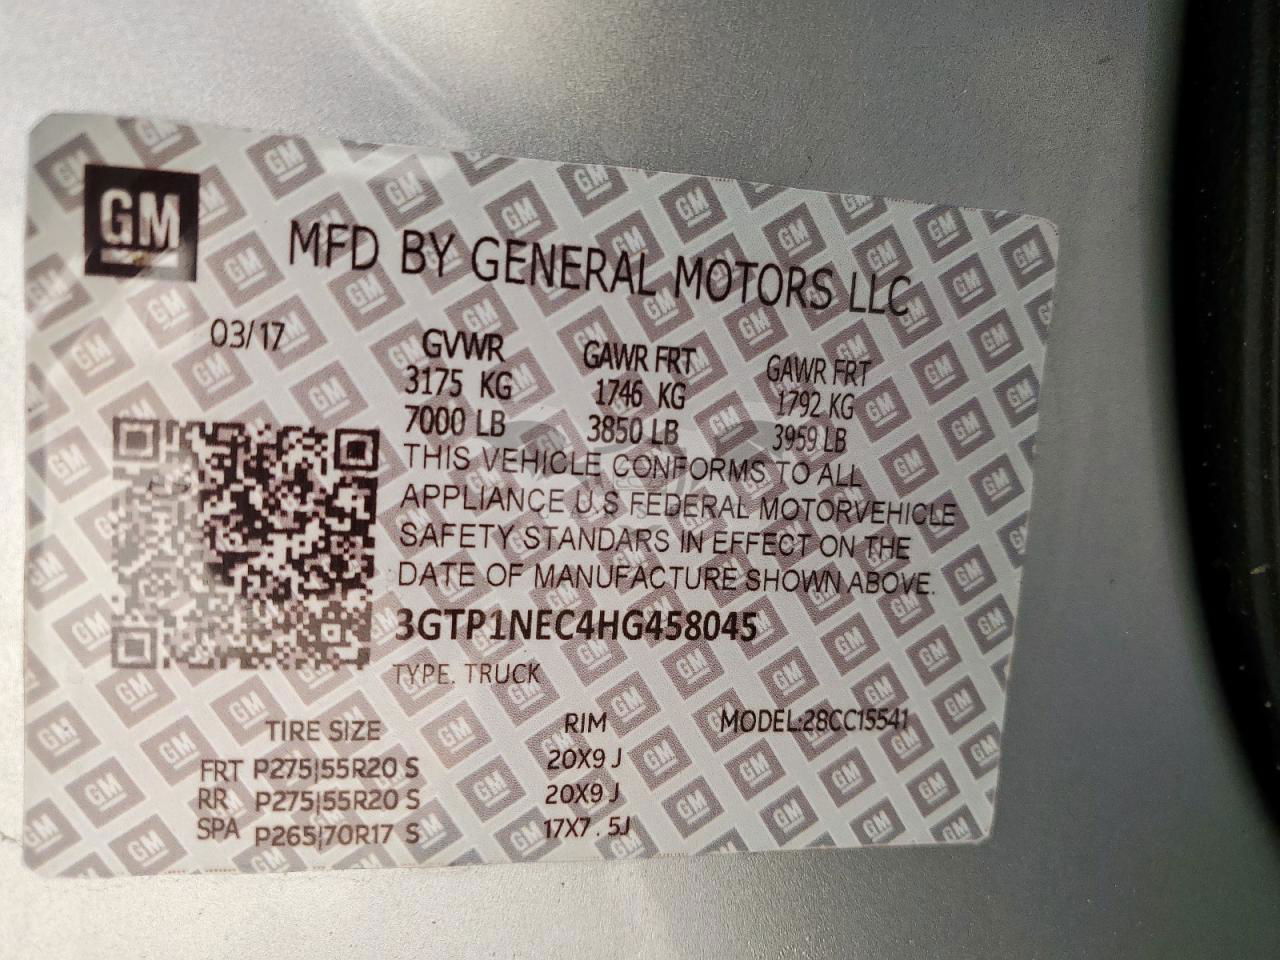 GM
MFD BY GENERAL MOTORS LLC
03/17
GVWR GAWR FRT GAWR FRT
3175 KG 1746 KG 1792 KG
7000 LB 3850 LB 3959 LB
THIS VEHICLE CONFORMS TO ALL
APPLIANCE U.S FEDERAL MOTORVEHICLE
SAFETY STANDARS IN EFFECT ON THE
DATE OF MANUFACTURE SHOWN ABOVE.
3GTP1NEC4HG458045
TYPE. TRUCK
TIRE SIZE RIM MODEL:28CC15541
FRT P275|55R20 S 20X9 J
RR P275|55R20 S 20X9 J
SPA P265|70R17 S 17X7.5J